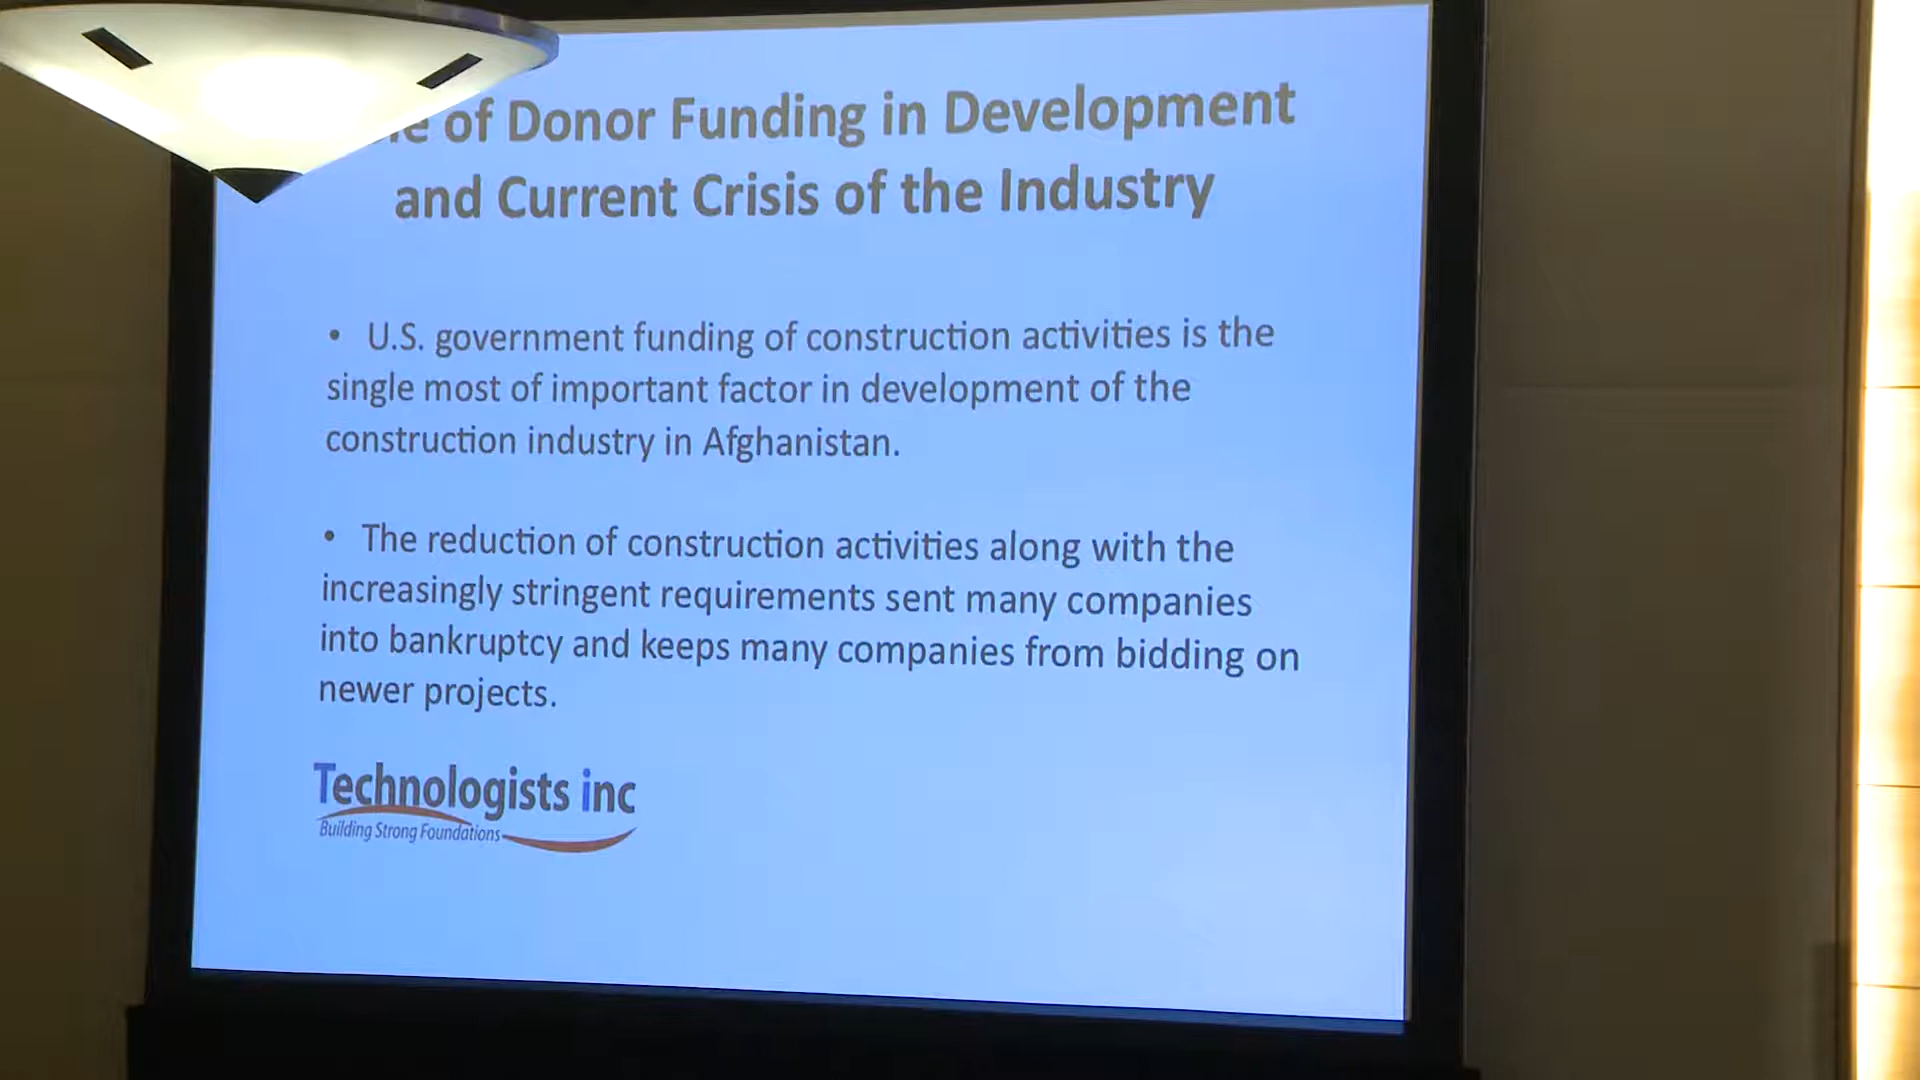 of Donor Funding in Development
and Current Crisis of the Industry
• U.S. government funding of construction activities is the
single most of important factor in development of the
construction industry in Afghanistan.
• The reduction of construction activities along with the
increasingly stringent requirements sent many companies
into bankruptcy and keeps many companies from bidding on
newer projects.
Technologists inc
Building Strong Foundations